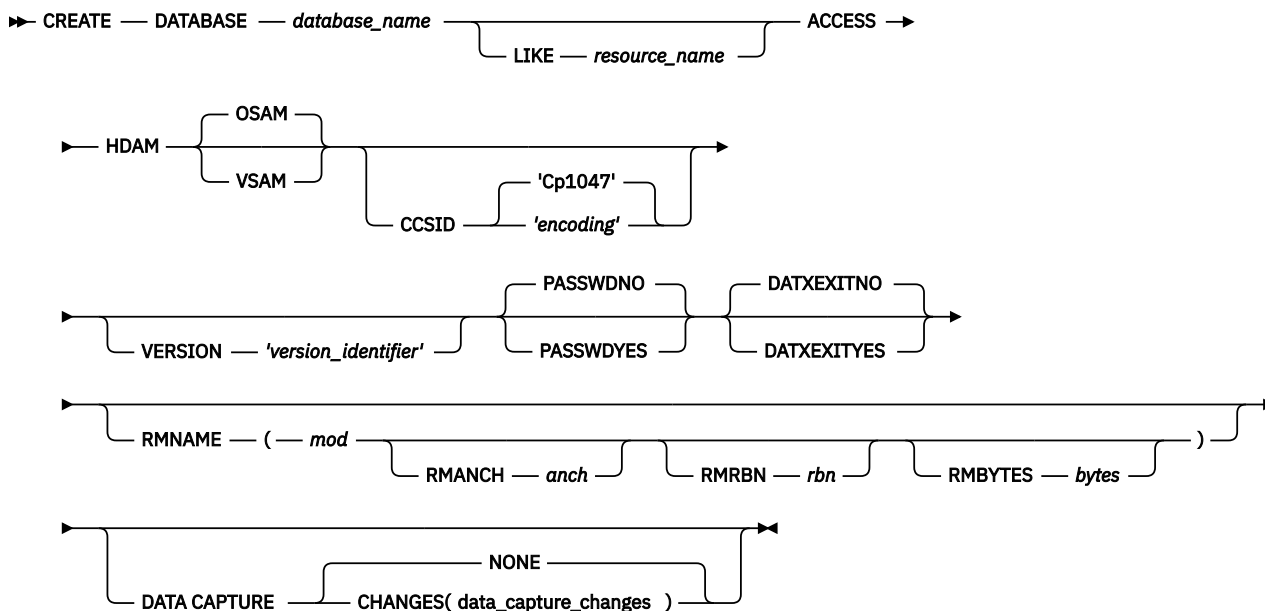 CREATE DATABASE database_name ACCESS
LIKE resource_name
OSAM
HDAM
VSAM
'Cp1047'
CCSID 'encoding'
PASSWDNO DATXEXITNO
VERSION 'version_identifier' PASSWDYES DATXEXITYES
RMNAME ( mod )
RMANCH anch RMRBN rbn RMBYTES bytes
NONE
DATA CAPTURE CHANGES( data_capture_changes )